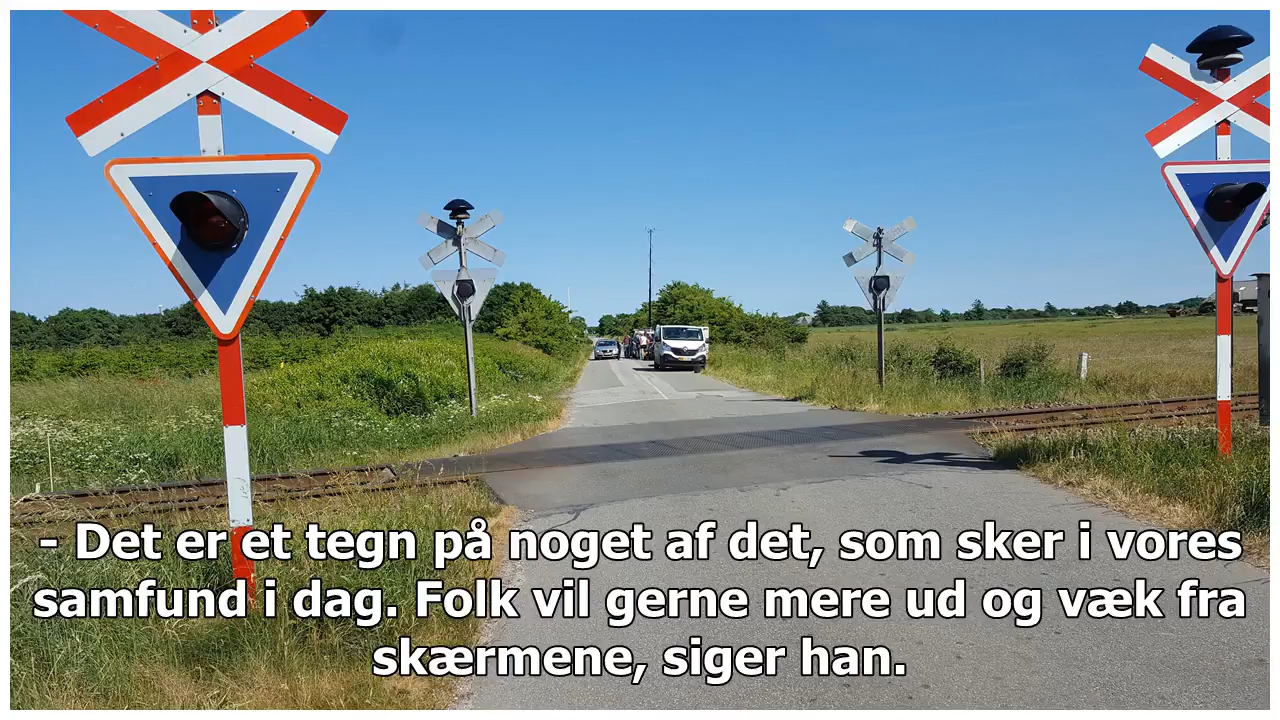 - Det er et tegn på noget af det, som sker i vores
samfund i dag. Folk vil gerne mere ud og væk fra
skærmene, siger han.